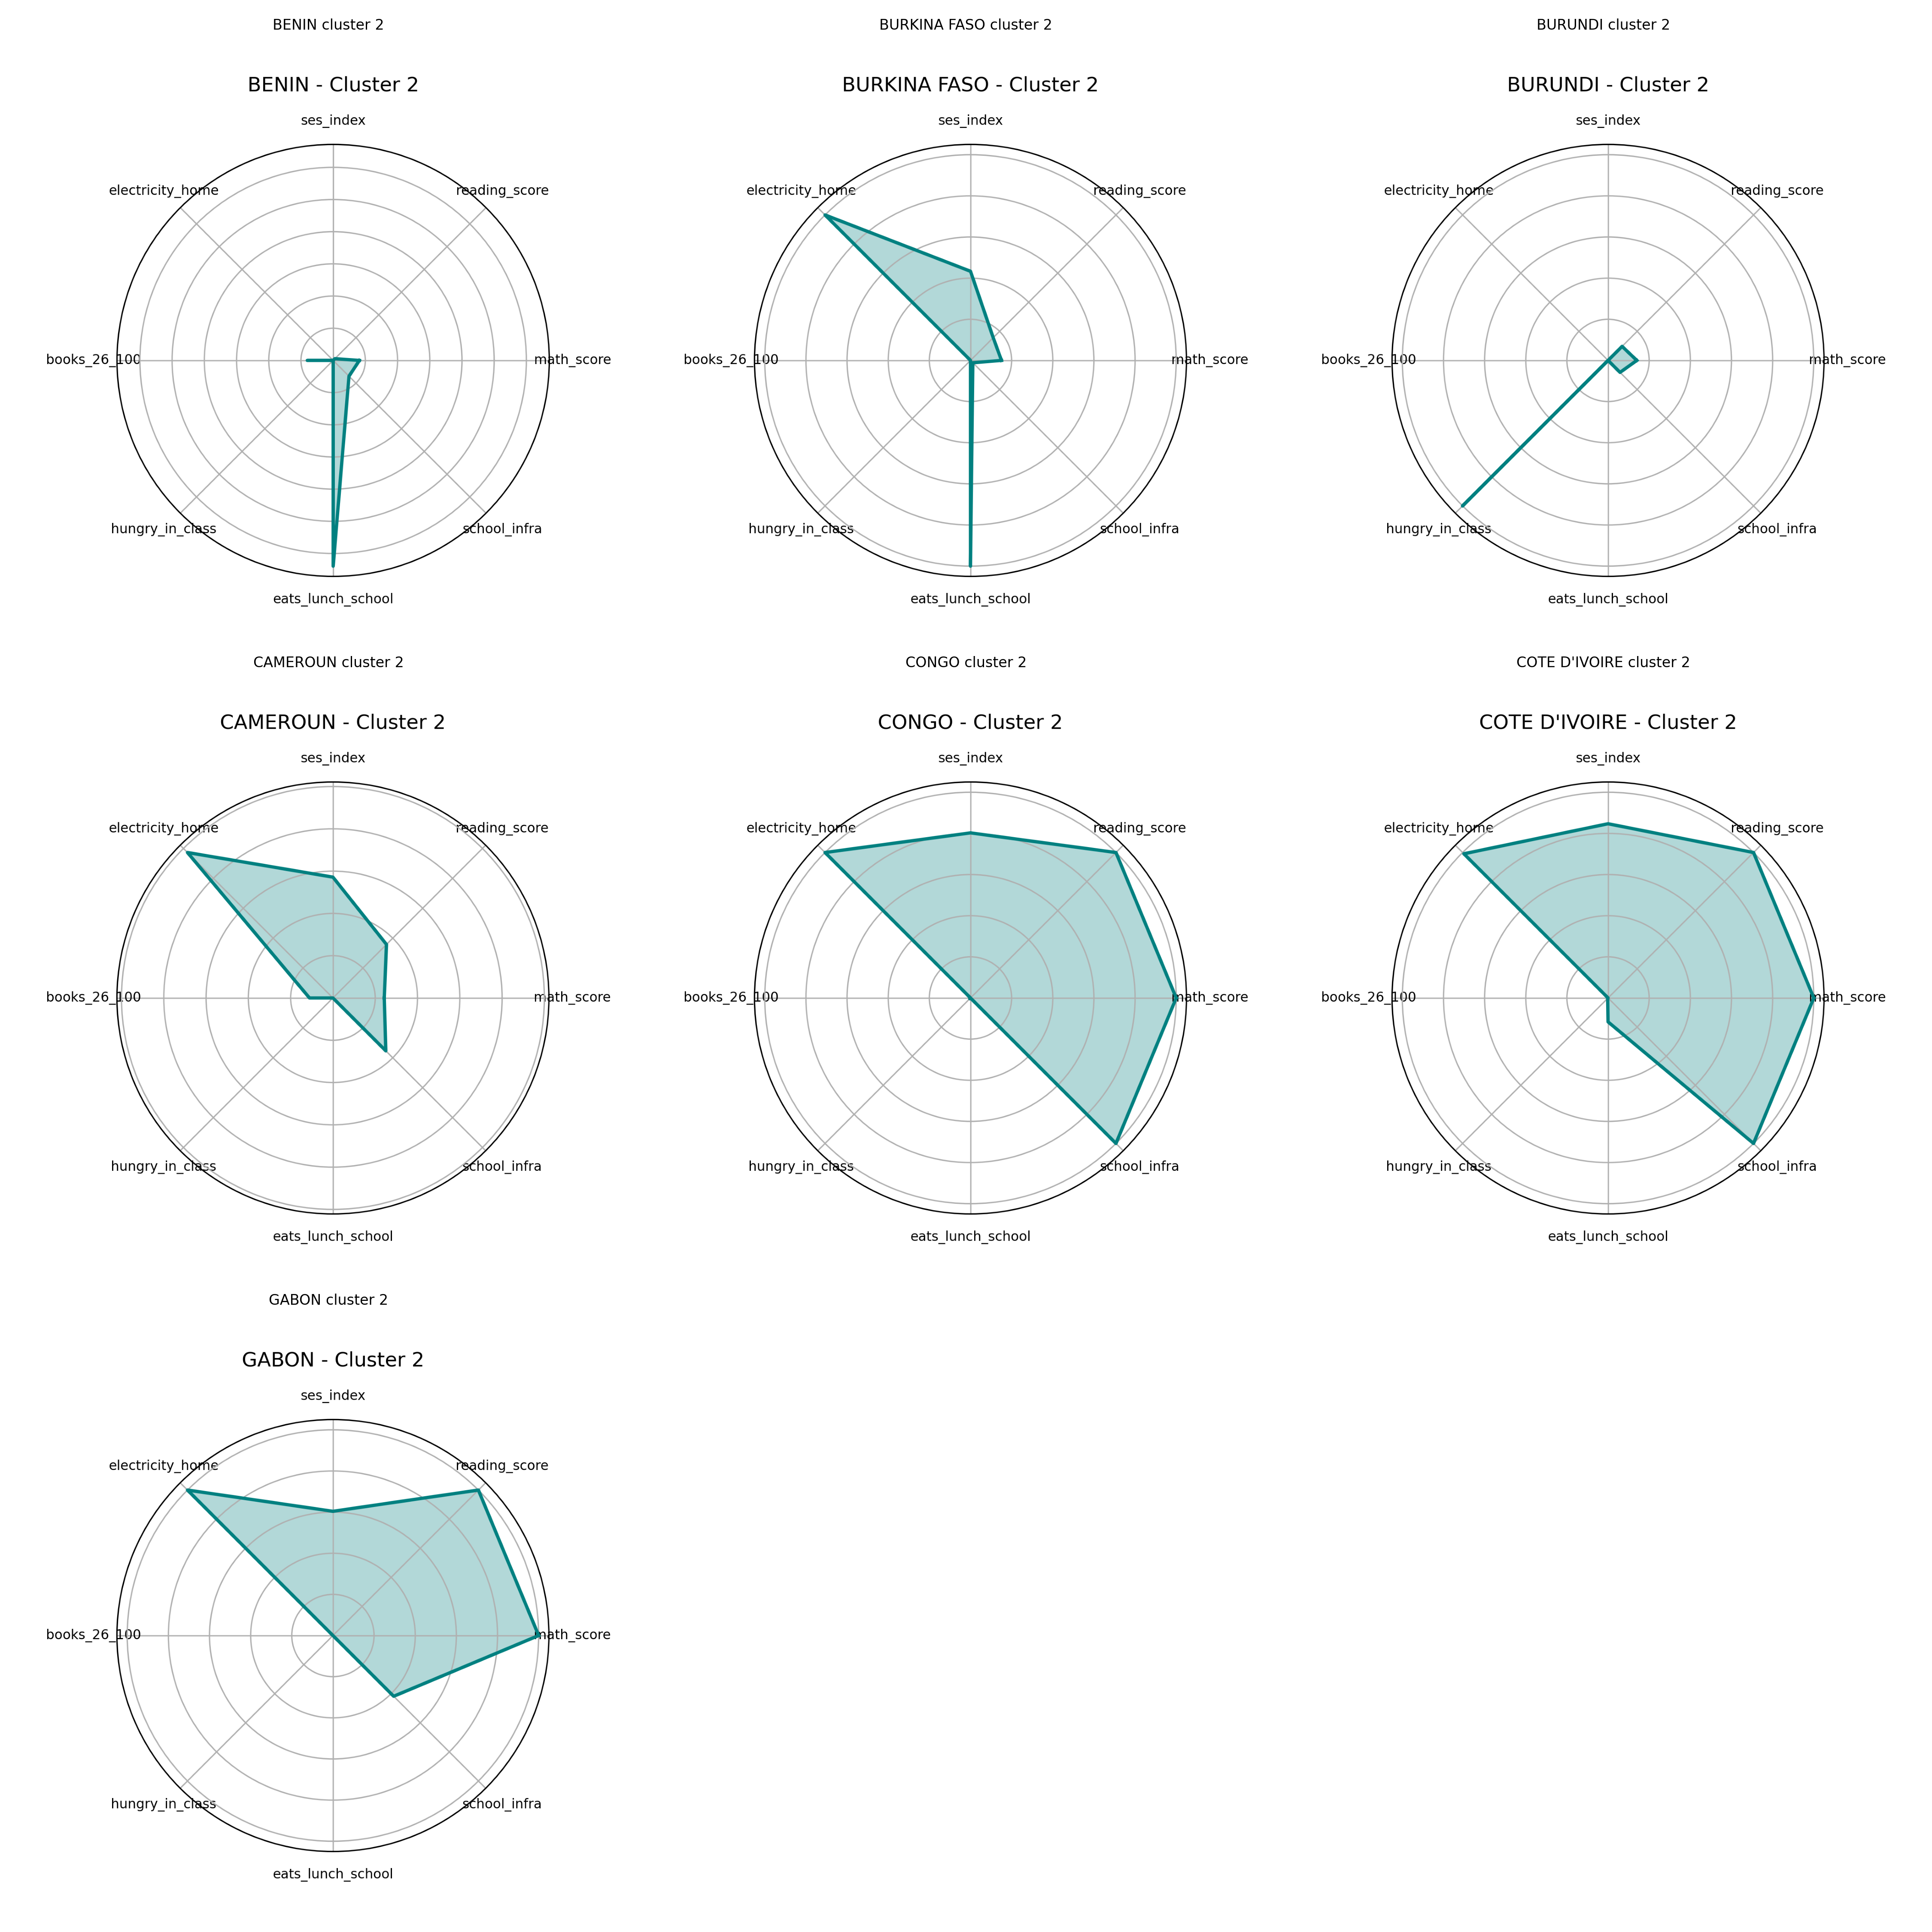 BENIN cluster 2
BURKINA FASO cluster 2
BURUNDI cluster 2
BENIN - Cluster 2
BURKINA FASO - Cluster 2
BURUNDI - Cluster 2
ses_index
ses_index
ses_index
electricity_home
reading_score
electricity_home
reading_score
electricity_home
reading_score
books_26_100
math_score
books_26_100
math_score
books_26_100
math_score
hungry_in_class
school_infra
hungry_in_class
school_infra
hungry_in_class
school_infra
eats_lunch_school
eats_lunch_school
eats_lunch_school
CAMEROUN cluster 2
CONGO cluster 2
COTE D'IVOIRE cluster 2
CAMEROUN - Cluster 2
CONGO - Cluster 2
COTE D'IVOIRE - Cluster 2
ses_index
ses_index
ses_index
electricity_home
reading_score
electricity_home
reading_score
electricity_home
reading_score
books_26_100
math_score
books_26_100
math_score
books_26_100
math_score
hungry_in_class
school_infra
hungry_in_class
school_infra
hungry_in_class
school_infra
eats_lunch_school
eats_lunch_school
eats_lunch_school
GABON cluster 2
GABON - Cluster 2
ses_index
electricity_home
reading_score
books_26_100
math_score
hungry_in_class
school_infra
eats_lunch_school